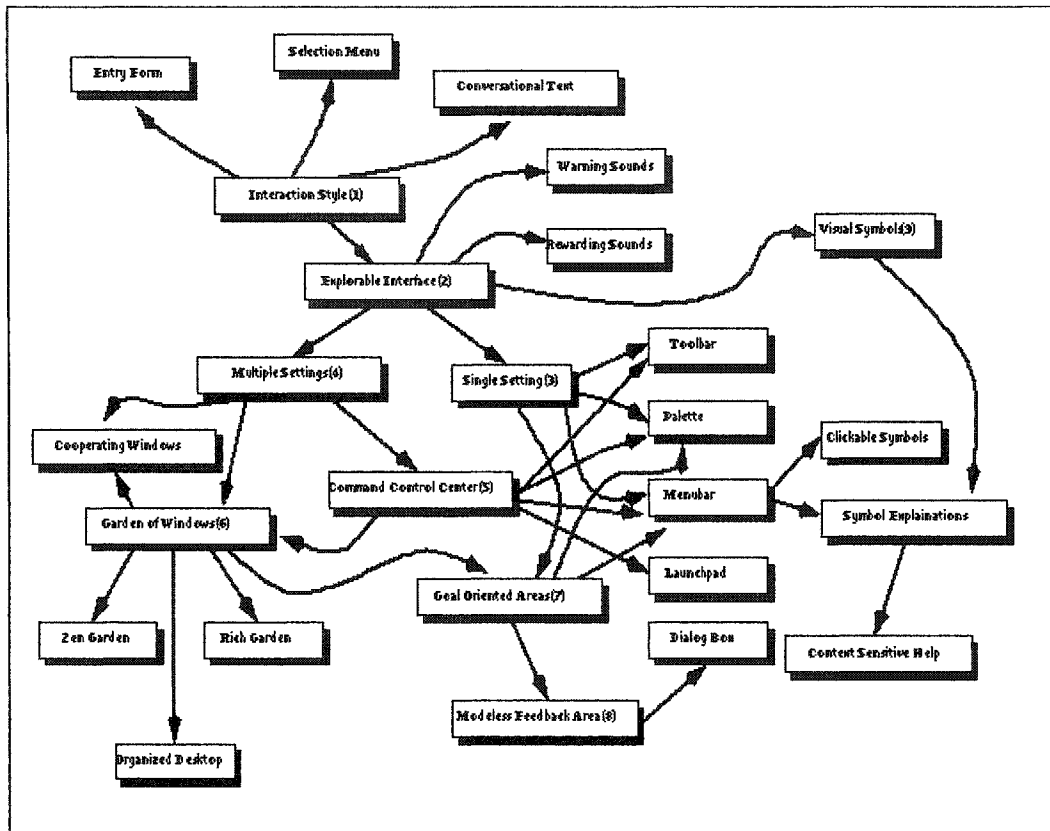 Selection Menu
Entry Form
Conversational Text
Warning Sounds
Interaction Style(1)
Visual Symbols(9)
Rewarding Sounds
Explorable Interface(2)
Toolbar
Multiple Settings(4)
Single Setting(3)
Palette
Clickable Symbols
Cooperating Windows
Command Control Center(5)
Menubar
Garden of Windows(6)
Symbol Explainations
Launchpad
Goal Oriented Areas(7)
Zen Garden
Rich Garden
Dialog Box
Context Sensitive Help
Modeless Feedback Area(8)
Organized Desktop